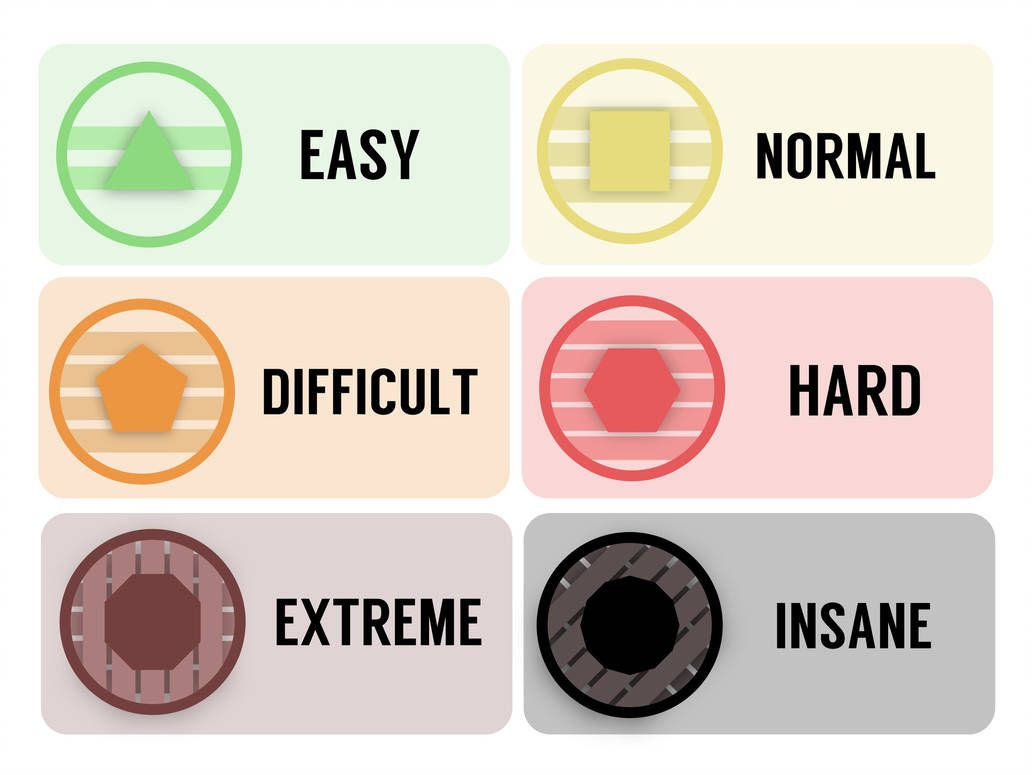 EASY
NORMAL
DIFFICULT
HARD
EXTREME
INSANE